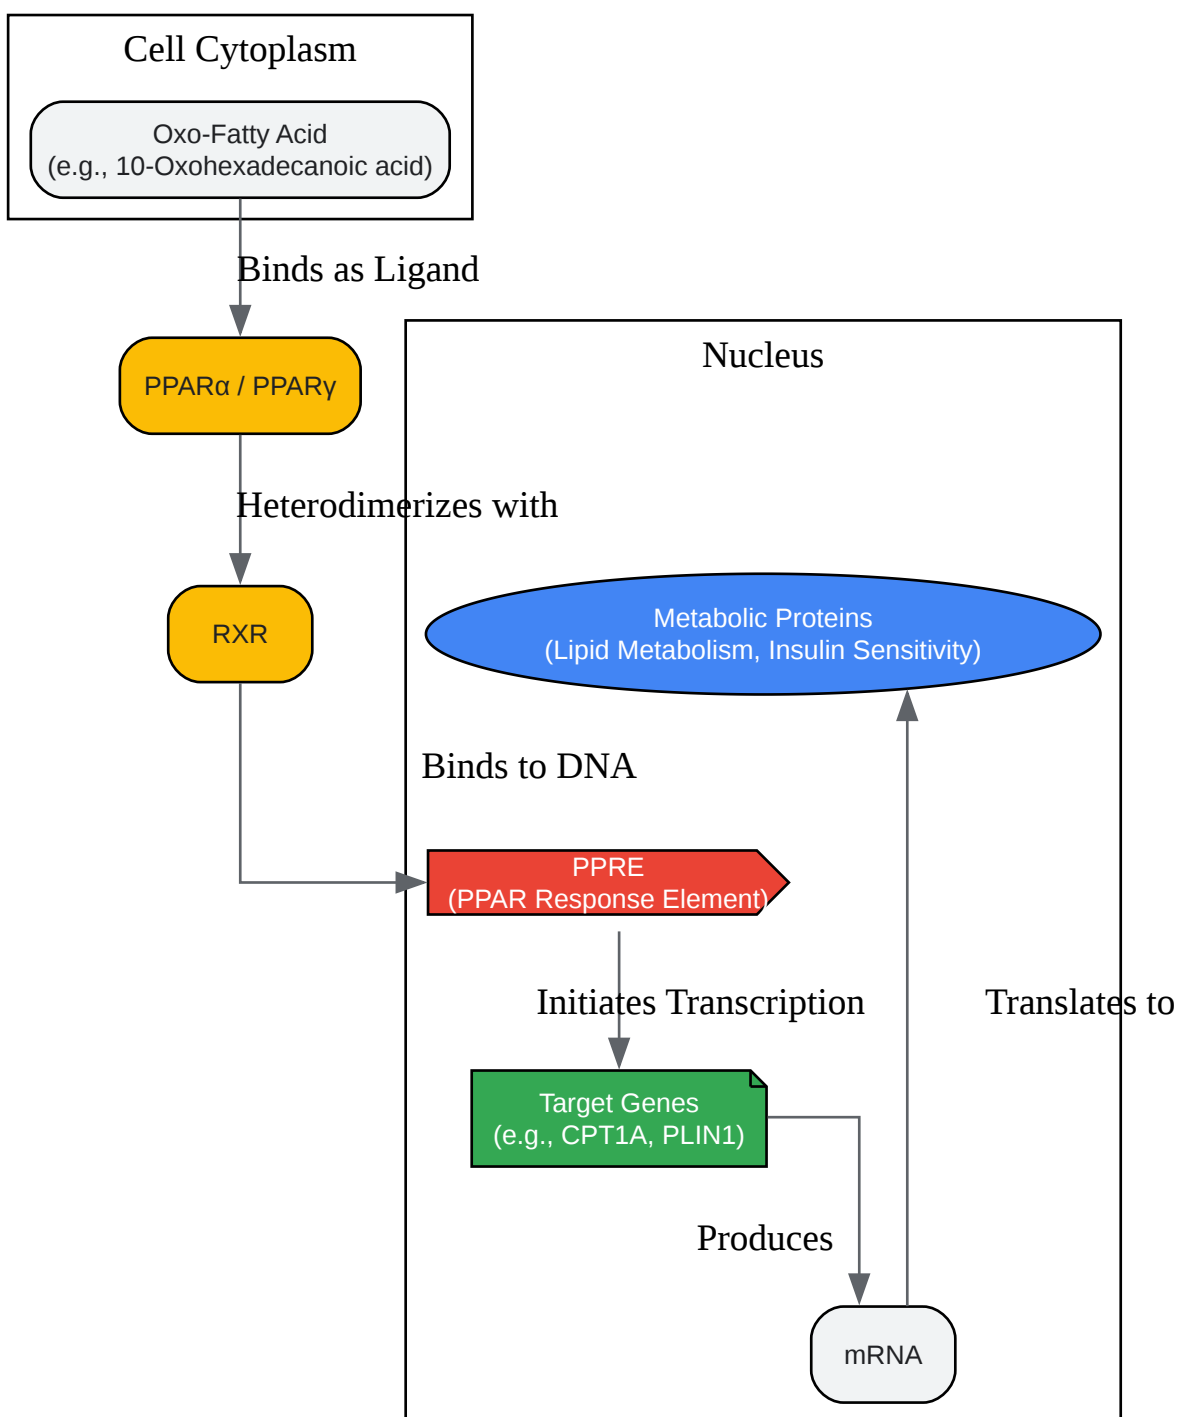 Cell Cytoplasm
Oxo-Fatty Acid
(e.g., 10-Oxohexadecanoic acid)
Binds as Ligand
Nucleus
PPARα / PPARγ
Heterodimerizes with
RXR
Metabolic Proteins
(Lipid Metabolism, Insulin Sensitivity)
Binds to DNA
PPRE
(PPAR Response Element)
Initiates Transcription
Translates to
Target Genes
(e.g., CPT1A, PLIN1)
Produces
mRNA